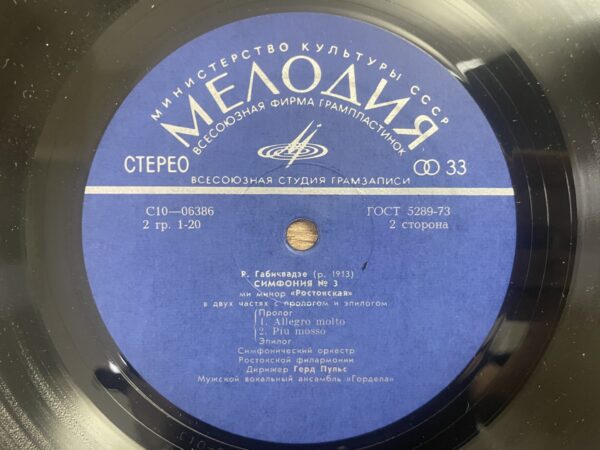 МИНИСТЕРСТВО КУЛЬТУРЫ СССР
МЕЛОДИЯ
ВСЕСОЮЗНАЯ ФИРМА ГРАМПЛАСТИНОК
СТЕРЕО
33
ВСЕСОЮЗНАЯ СТУДИЯ ГРАМЗАПИСИ
С10—06386
ГОСТ 5289-73
2 гр. 1-20
2 сторона
Р. Габичвадзе (р. 1913)
СИМФОНИЯ № 3
ми минор «Ростокская»
в двух частях с прологом и эпилогом
Пролог
1. Allegro molto
2. Piu mosso
Эпилог
Симфонический оркестр
Ростокской филармонии
Дирижер Герд Пульс
Мужской вокальный ансамбль «Гордела»